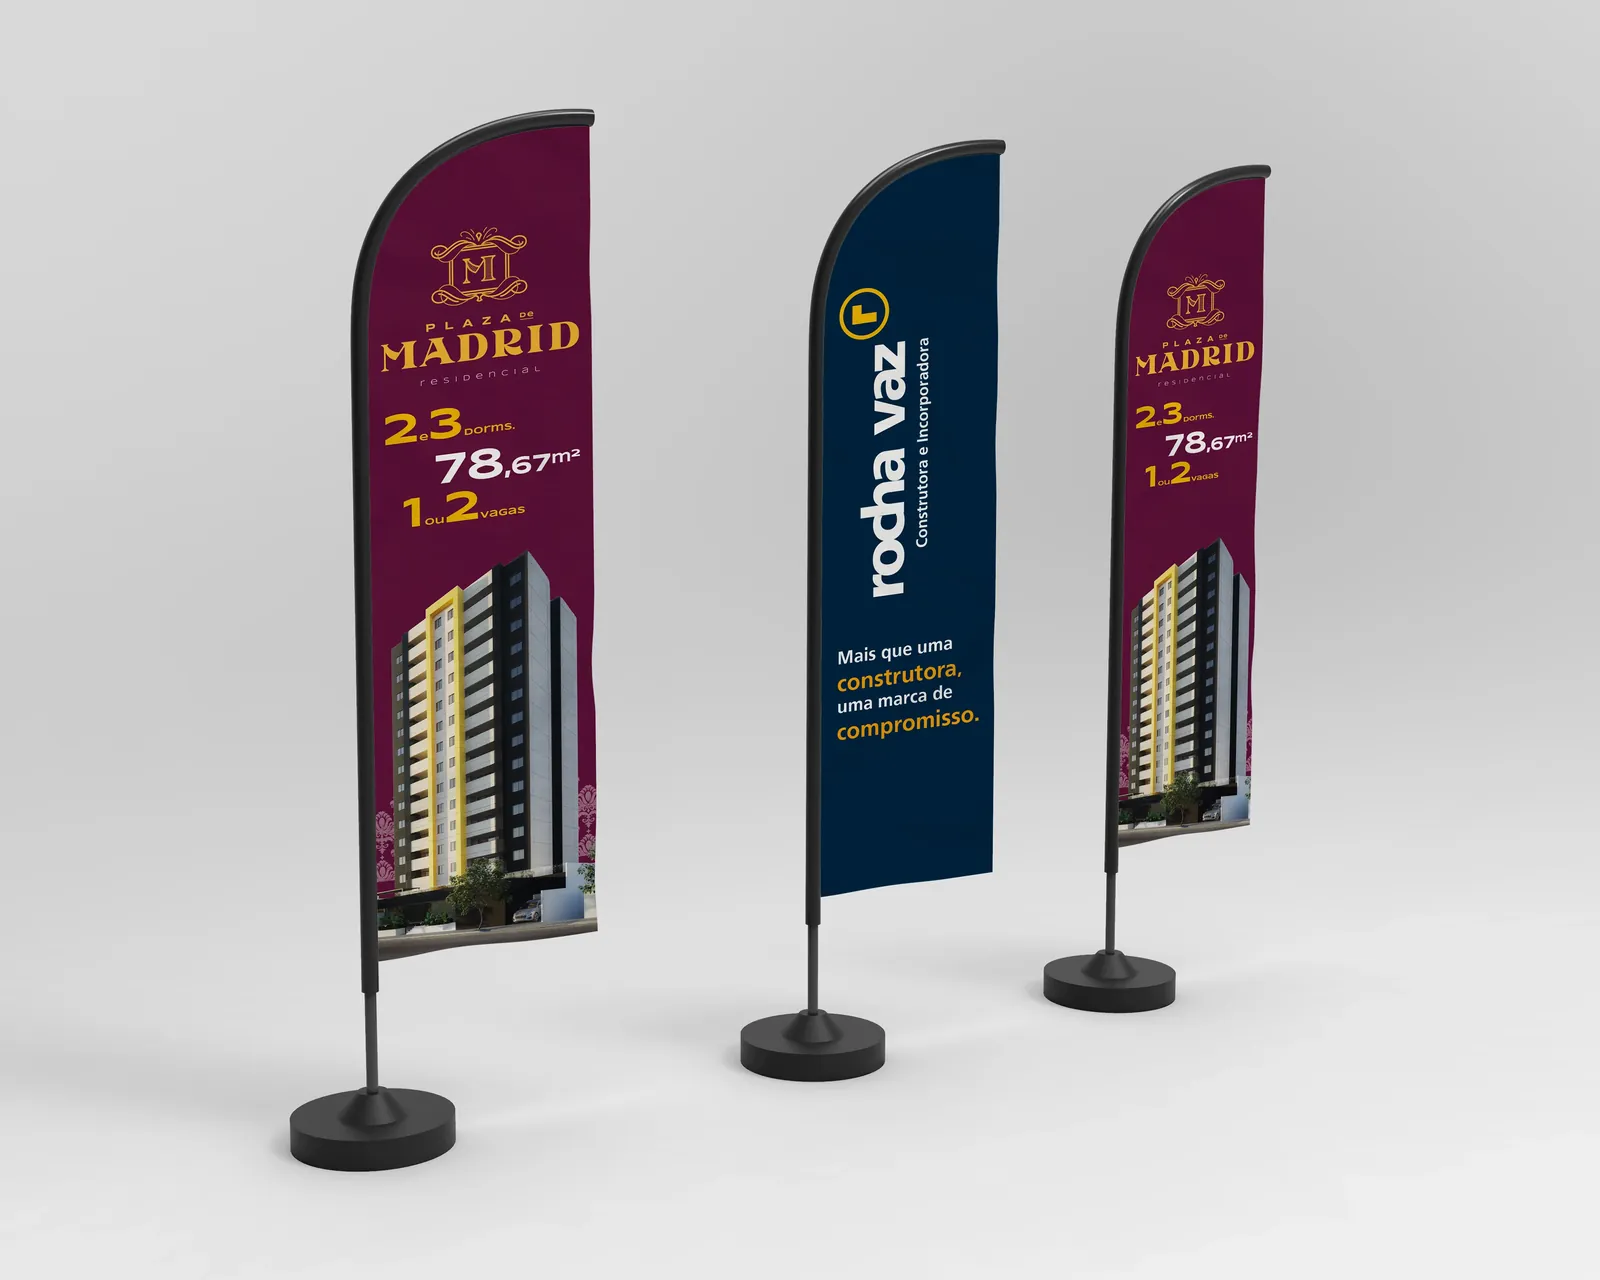 M
PLAZA DE
MADRID
residencial
2e3 Dorms.
78,67m²
1ou2 vagas
rodha vaz
Construtora e Incorporadora
Mais que uma
construtora,
uma marca de
compromisso.
M
PLAZA DE
MADRID
residencial
2e3 Dorms.
78,67m²
1ou2 vagas